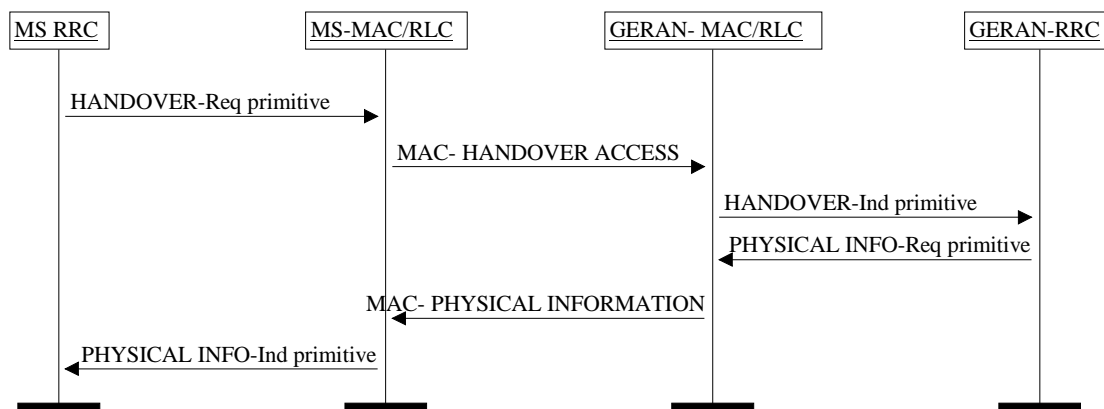 MS RRC
MS-MAC/RLC
GERAN- MAC/RLC
GERAN-RRC
HANDOVER-Req primitive
MAC- HANDOVER ACCESS
HANDOVER-Ind primitive
PHYSICAL INFO-Req primitive
MAC- PHYSICAL INFORMATION
PHYSICAL INFO-Ind primitive